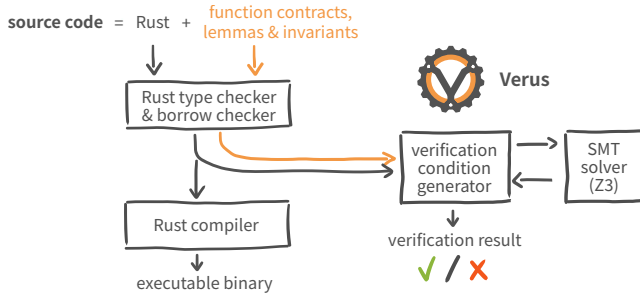 source code = Rust + function contracts,
lemmas & invariants
Rust type checker
& borrow checker
Verus
verification
condition
generator
SMT
solver
(Z3)
Rust compiler
verification result
/
executable binary